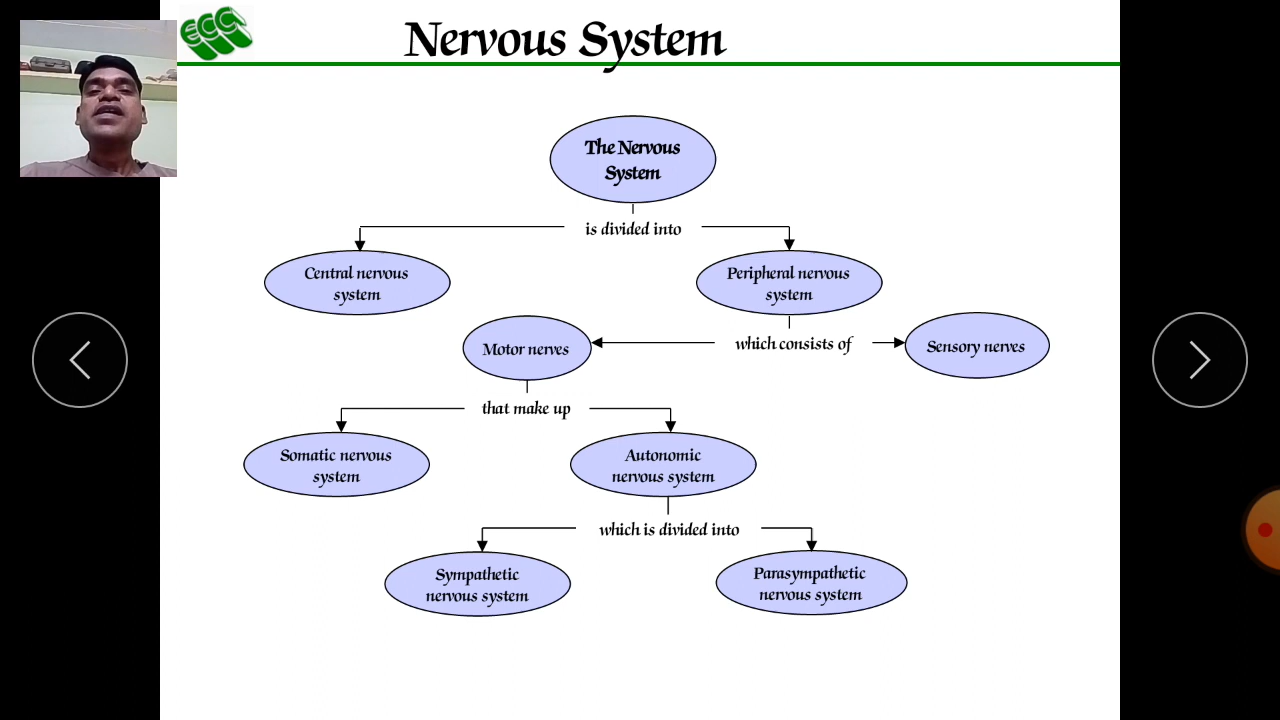 ECC
Nervous System
The Nervous
System
is divided into
Central nervous
system
Peripheral nervous
system
Motor nerves
which consists of
Sensory nerves
that make up
Somatic nervous
system
Autonomic
nervous system
which is divided into
Sympathetic
nervous system
Parasympathetic
nervous system